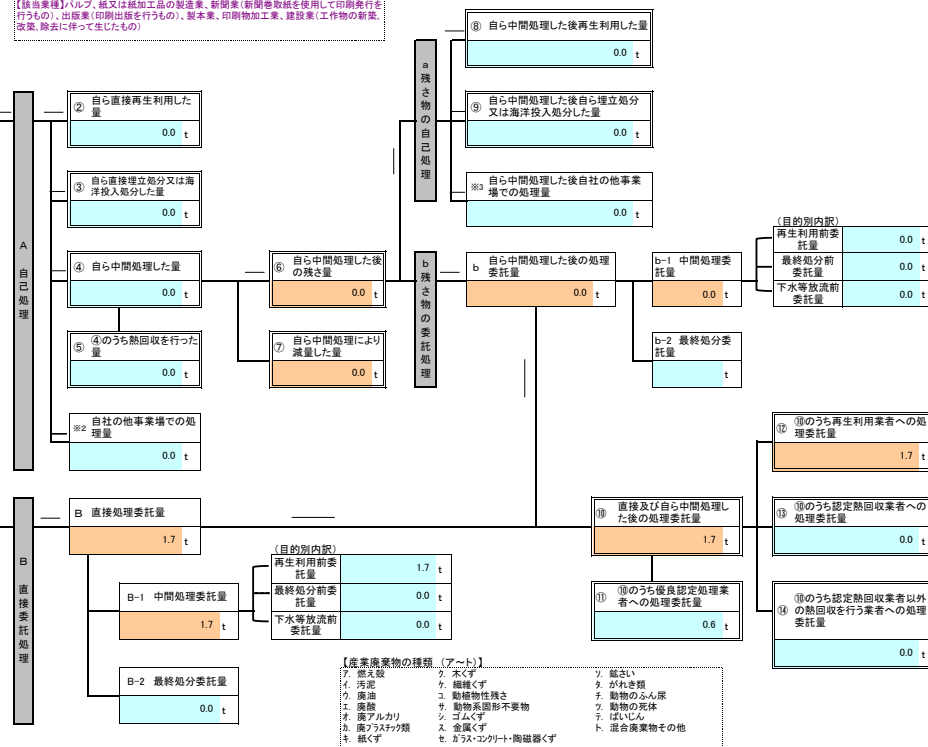 【該当業種】パルプ、紙又は紙加工品の製造業、新聞業(新聞巻取紙を使用して印刷発行を
行うもの)、出版業(印刷出版を行うもの)、製本業、印刷物加工業、建設業(工作物の新築、
改築、除去に伴って生じたもの)
A 自己処理
② 自ら直接再生利用した
量
0.0 t
③ 自ら直接埋立処分又は海
洋投入処分した量
0.0 t
④ 自ら中間処理した量
0.0 t
⑤ ④のうち熱回収を行った
量
0.0 t
※2 自社の他事業場での処
理量
0.0 t
⑥ 自ら中間処理した後
の残さ量
0.0 t
⑦ 自ら中間処理により
減量した量
0.0 t
a 残さ物の自己処理
⑧ 自ら中間処理した後再生利用した量
0.0 t
⑨ 自ら中間処理した後自ら埋立処分
又は海洋投入処分した量
0.0 t
※3 自ら中間処理した後自社の他事業
場での処理量
0.0 t
b 残さ物の委託処理
b 自ら中間処理した後の処理
委託量
0.0 t
b-1 中間処理委
託量
0.0 t
(目的別内訳)
再生利用前委
託量
0.0 t
最終処分前
委託量
0.0 t
下水等放流前
委託量
0.0 t
b-2 最終処分委
託量
t
B 直接委託処理
B 直接処理委託量
1.7 t
B-1 中間処理委託量
1.7 t
(目的別内訳)
再生利用前委
託量
1.7 t
最終処分前委
託量
0.0 t
下水等放流前
委託量
0.0 t
B-2 最終処分委託量
0.0 t
⑩ 直接及び自ら中間処理し
た後の処理委託量
1.7 t
⑪ ⑩のうち優良認定処理業
者への処理委託量
0.6 t
⑫ ⑩のうち再生利用業者への処
理委託量
1.7 t
⑬ ⑩のうち認定熱回収業者への
処理委託量
0.0 t
⑭ ⑩のうち認定熱回収業者以外
の熱回収を行う業者への処理
委託量
0.0 t
【産業廃棄物の種類 (ア~ト)】
ア. 燃え殻 ク. 木くず ソ. 鉱さい
イ. 汚泥 ケ. 繊維くず タ. がれき類
ウ. 廃油 コ. 動植物性残さ チ. 動物のふん尿
エ. 廃酸 サ. 動物系固形不要物 ツ. 動物の死体
オ. 廃アルカリ シ. ゴムくず テ. ばいじん
カ. 廃プラスチック類 ス. 金属くず ト. 混合廃棄物その他
キ. 紙くず セ. ガラス・コンクリート・陶磁器くず